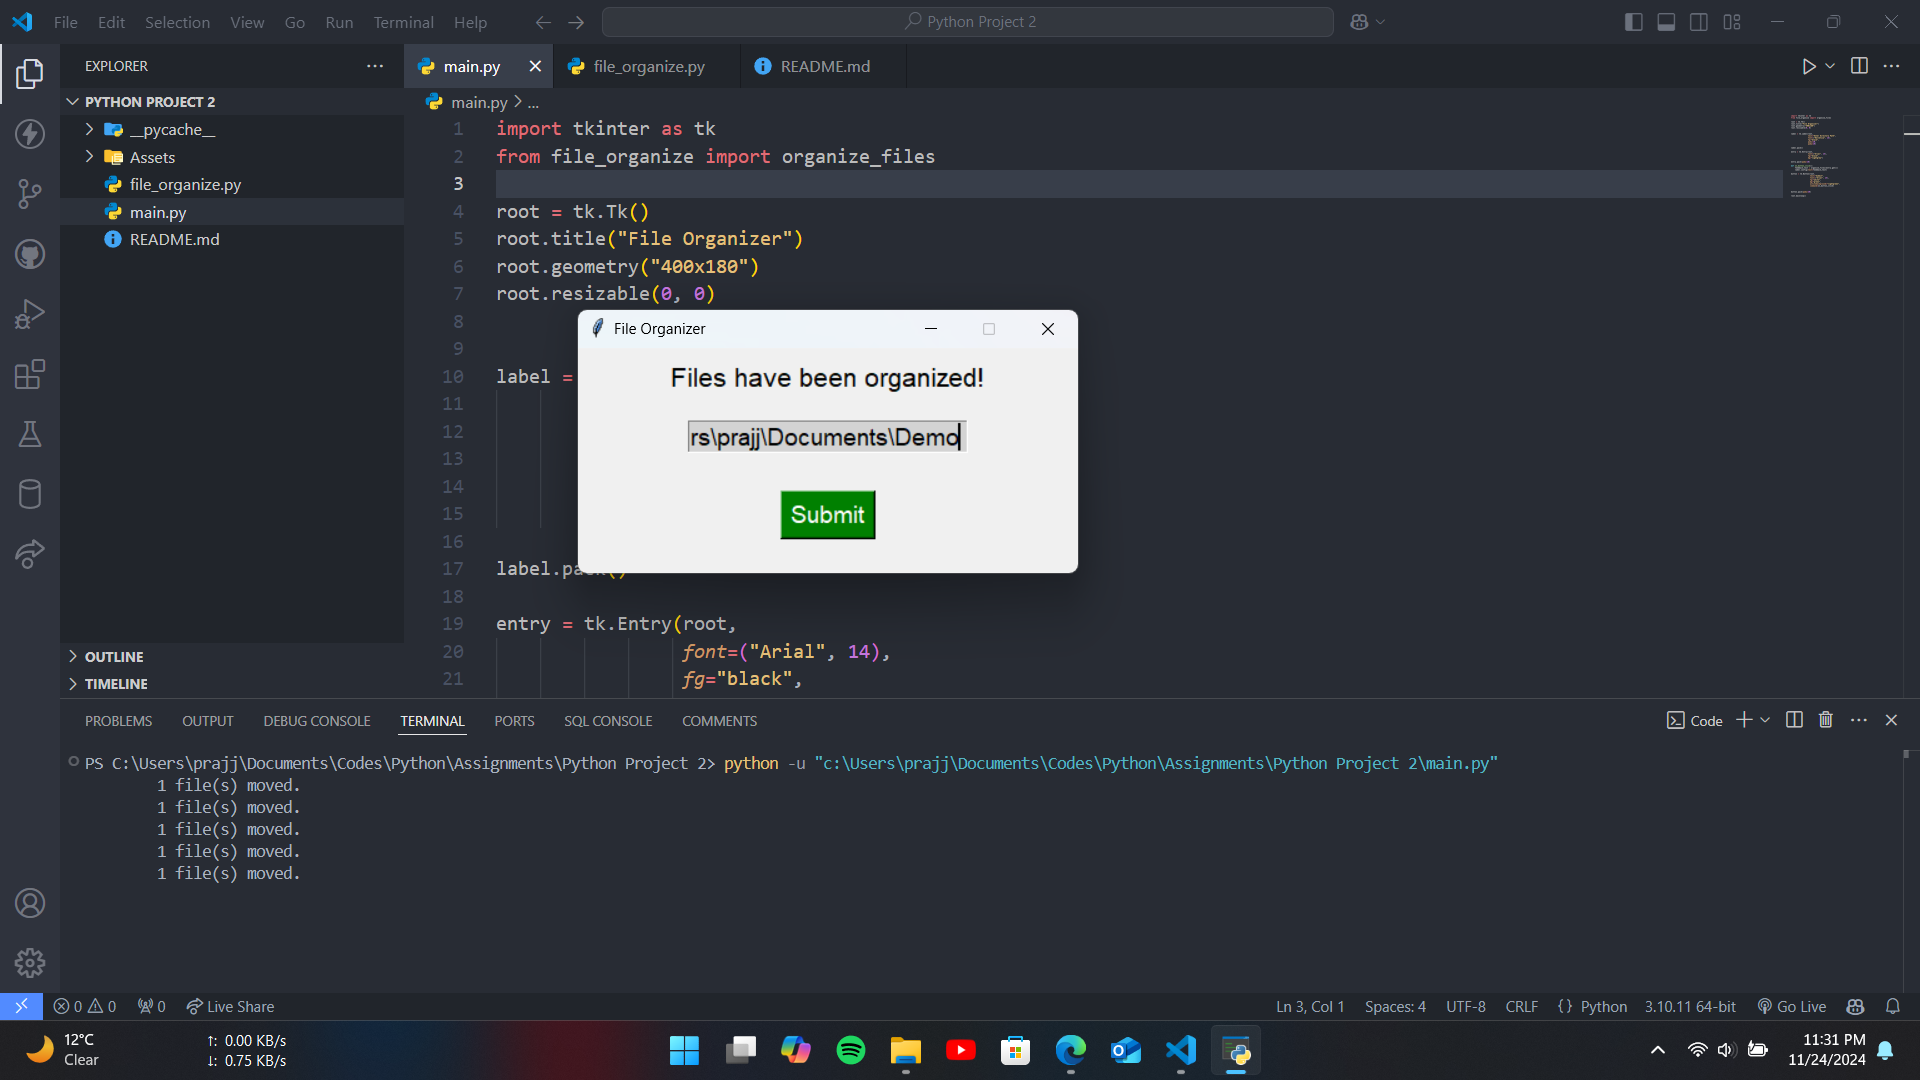 File Edit Selection View Go Run Terminal Help
Python Project 2
EXPLORER
main.py
file_organize.py
README.md
PYTHON PROJECT 2
__pycache__
Assets
file_organize.py
main.py
README.md
OUTLINE
TIMELINE
main.py > ...
1 import tkinter as tk
2 from file_organize import organize_files
3
4 root = tk.Tk()
5 root.title("File Organizer")
6 root.geometry("400x180")
7 root.resizable(0, 0)
8
9
10 label =
11
12
13
14
15
16
17 label.pack()
18
19 entry = tk.Entry(root,
20 font=("Arial", 14),
21 fg="black",
File Organizer
Files have been organized!
rs\prajj\Documents\Demo
Submit
PROBLEMS OUTPUT DEBUG CONSOLE TERMINAL PORTS SQL CONSOLE COMMENTS
Code
PS C:\Users\prajj\Documents\Codes\Python\Assignments\Python Project 2> python -u "c:\Users\prajj\Documents\Codes\Python\Assignments\Python Project 2\main.py"
1 file(s) moved.
1 file(s) moved.
1 file(s) moved.
1 file(s) moved.
1 file(s) moved.
0 0 0 Live Share
Ln 3, Col 1 Spaces: 4 UTF-8 CRLF {} Python 3.10.11 64-bit Go Live
12°C
Clear
↑: 0.00 KB/s
↓: 0.75 KB/s
11:31 PM
11/24/2024